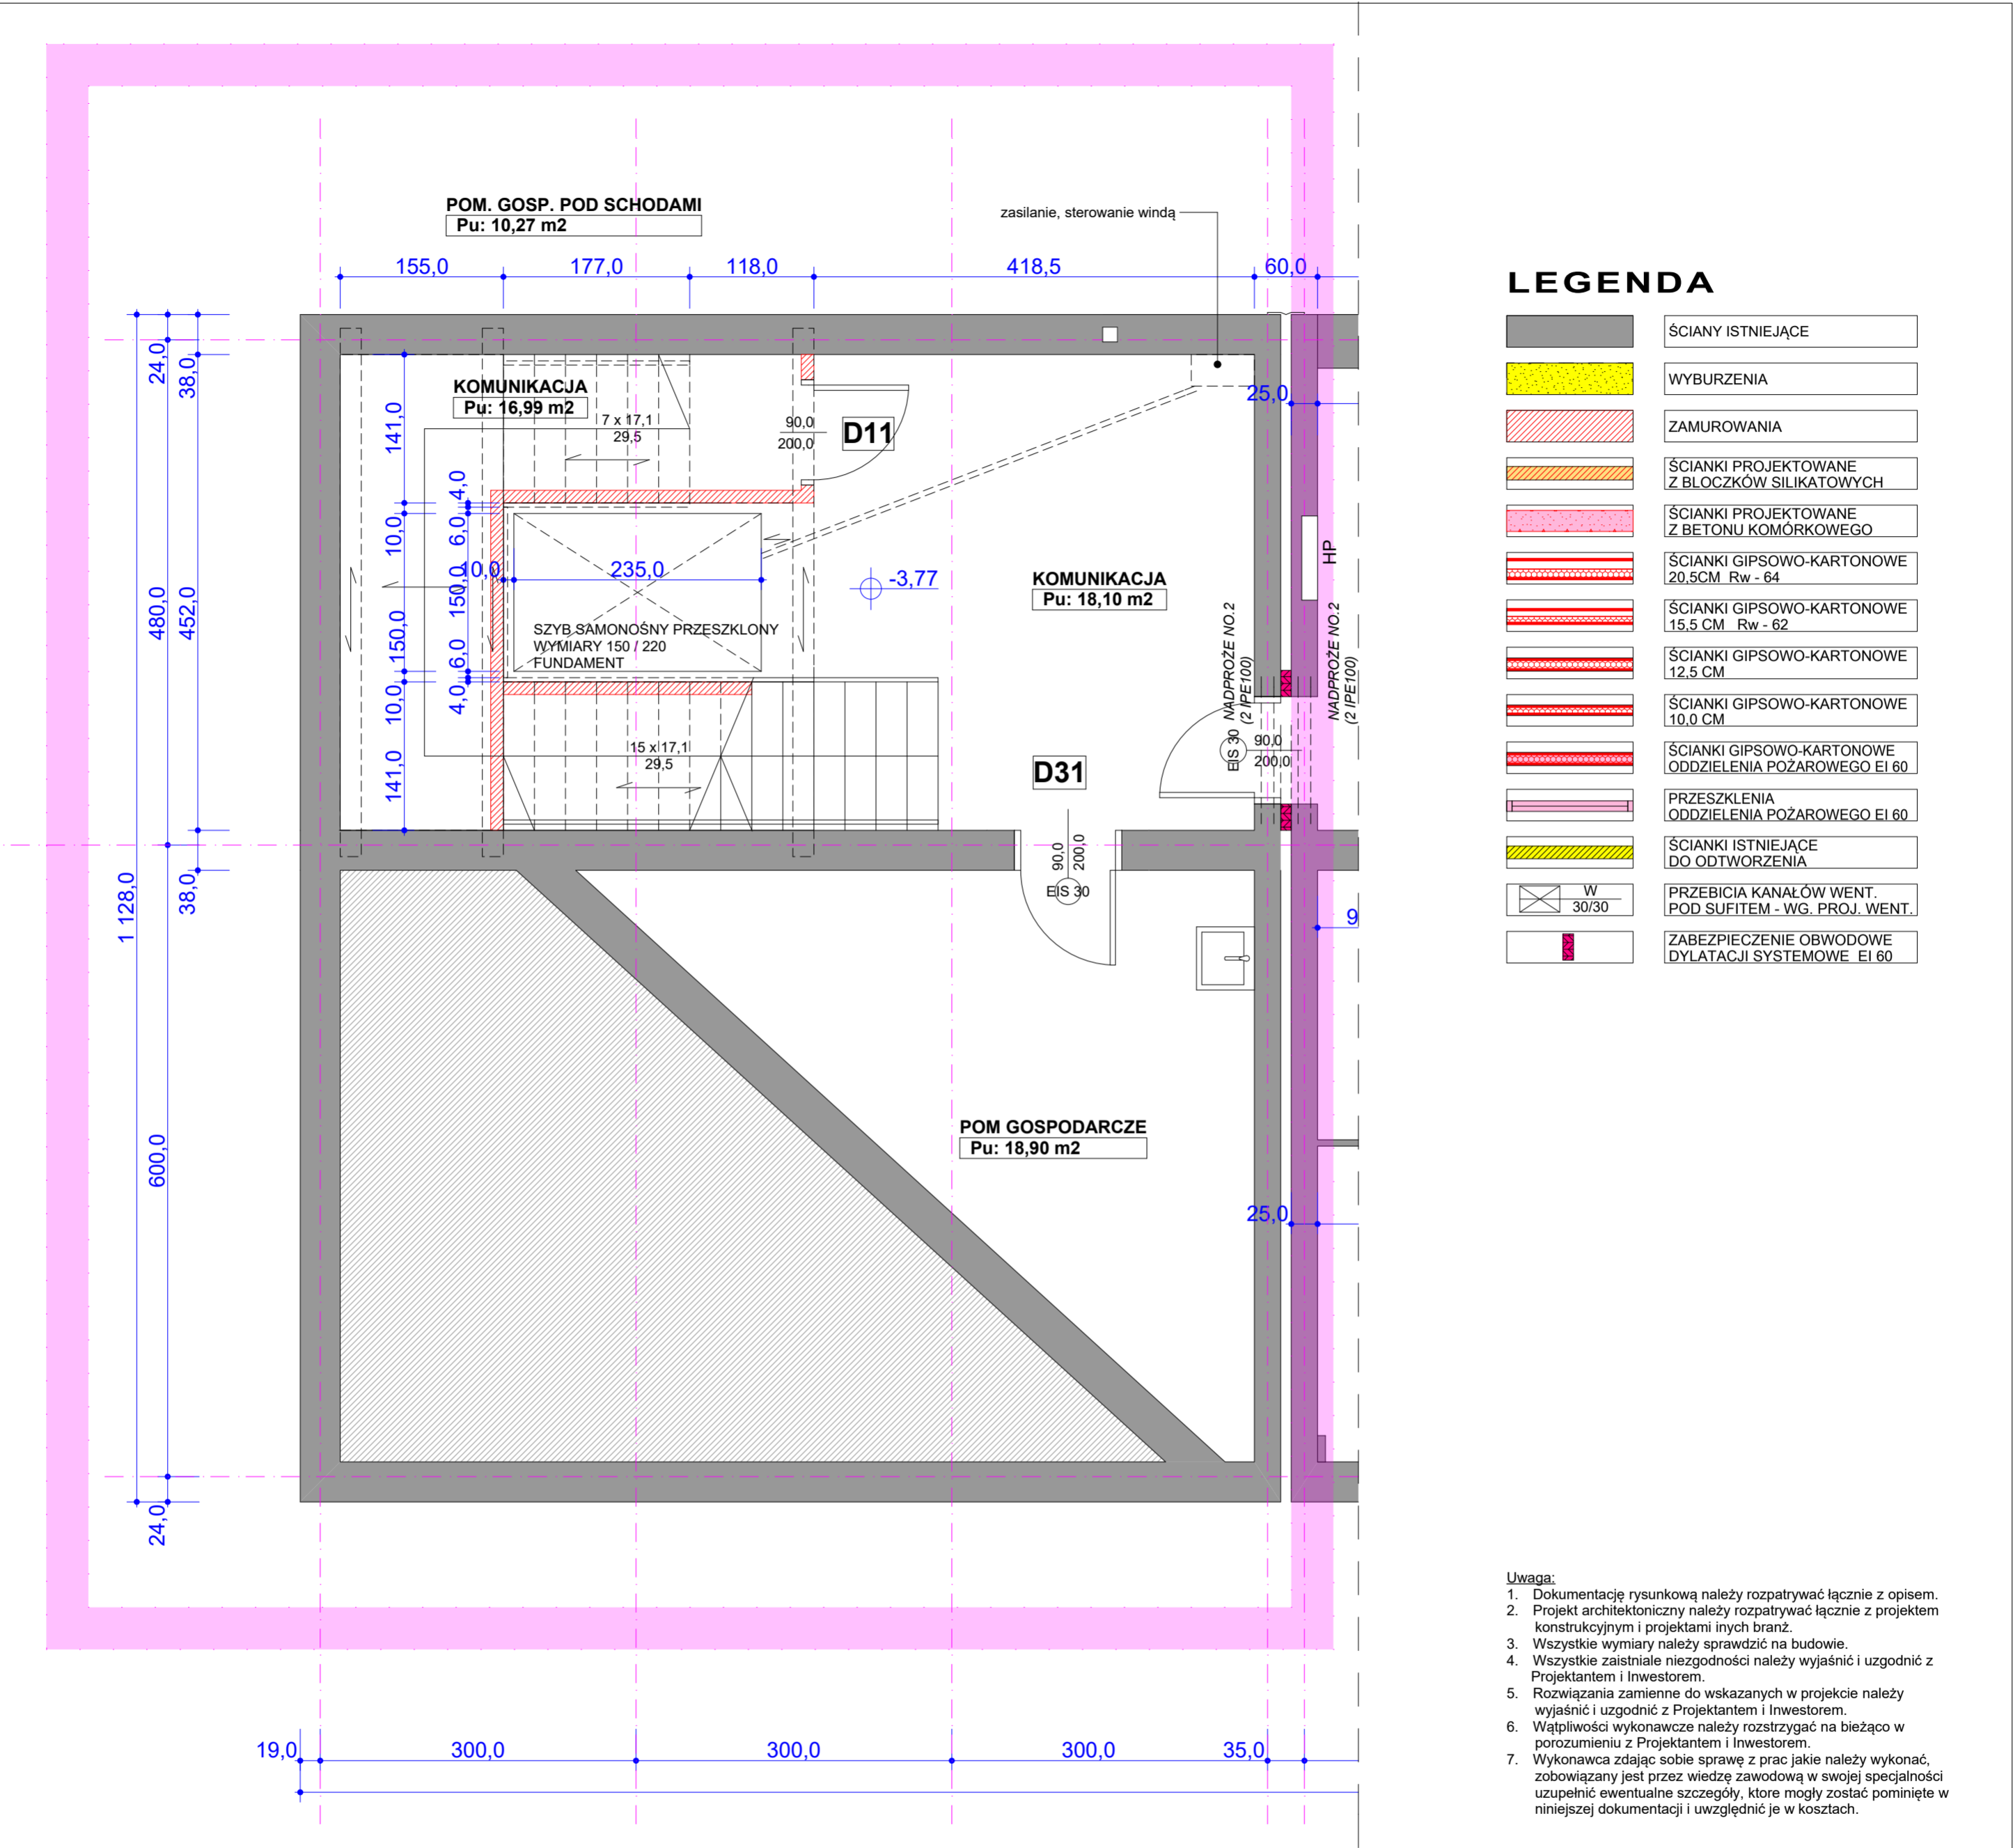 POM. GOSP. POD SCHODAMI
Pu: 10,27 m2
zasilanie, sterowanie windą
155,0
177,0
118,0
418,5
60,0
24,0
38,0
KOMUNIKACJA
Pu: 16,99 m2
7 x 17,1
29,5
90,0
200,0
D11
25,0
141,0
4,0
10,0
6,0
10,0
235,0
-3,77
HP
480,0
452,0
150,0
150,0
SZYB SAMONOŚNY PRZESZKLONY
WYMIARY 150 / 220
FUNDAMENT
KOMUNIKACJA
Pu: 18,10 m2
NADPROŻE NO.2
(2 IPE100)
NADPROŻE NO.2
(2 IPE100)
6,0
10,0
4,0
141,0
15 x 17,1
29,5
D31
EIS 30
90,0
200,0
90,0
200,0
EIS 30
1 128,0
38,0
9
600,0
POM GOSPODARCZE
Pu: 18,90 m2
25,0
24,0
19,0
300,0
300,0
300,0
35,0
LEGENDA
ŚCIANY ISTNIEJĄCE
WYBURZENIA
ZAMUROWANIA
ŚCIANKI PROJEKTOWANE
Z BLOCZKÓW SILIKATOWYCH
ŚCIANKI PROJEKTOWANE
Z BETONU KOMÓRKOWEGO
ŚCIANKI GIPSOWO-KARTONOWE
20,5CM Rw - 64
ŚCIANKI GIPSOWO-KARTONOWE
15,5 CM Rw - 62
ŚCIANKI GIPSOWO-KARTONOWE
12,5 CM
ŚCIANKI GIPSOWO-KARTONOWE
10,0 CM
ŚCIANKI GIPSOWO-KARTONOWE
ODDZIELENIA POŻAROWEGO EI 60
PRZESZKLENIA
ODDZIELENIA POŻAROWEGO EI 60
ŚCIANKI ISTNIEJĄCE
DO ODTWORZENIA
W
30/30
PRZEBICIA KANAŁÓW WENT.
POD SUFITEM - WG. PROJ. WENT.
ZABEZPIECZENIE OBWODOWE
DYLATACJI SYSTEMOWE EI 60
Uwaga:
1. Dokumentację rysunkową należy rozpatrywać łącznie z opisem.
2. Projekt architektoniczny należy rozpatrywać łącznie z projektem
konstrukcyjnym i projektami inych branż.
3. Wszystkie wymiary należy sprawdzić na budowie.
4. Wszystkie zaistniale niezgodności należy wyjaśnić i uzgodnić z
Projektantem i Inwestorem.
5. Rozwiązania zamienne do wskazanych w projekcie należy
wyjaśnić i uzgodnić z Projektantem i Inwestorem.
6. Wątpliwości wykonawcze należy rozstrzygać na bieżąco w
porozumieniu z Projektantem i Inwestorem.
7. Wykonawca zdając sobie sprawę z prac jakie należy wykonać,
zobowiązany jest przez wiedzę zawodową w swojej specjalności
uzupełnić ewentualne szczegóły, ktore mogły zostać pominięte w
niniejszej dokumentacji i uwzględnić je w kosztach.